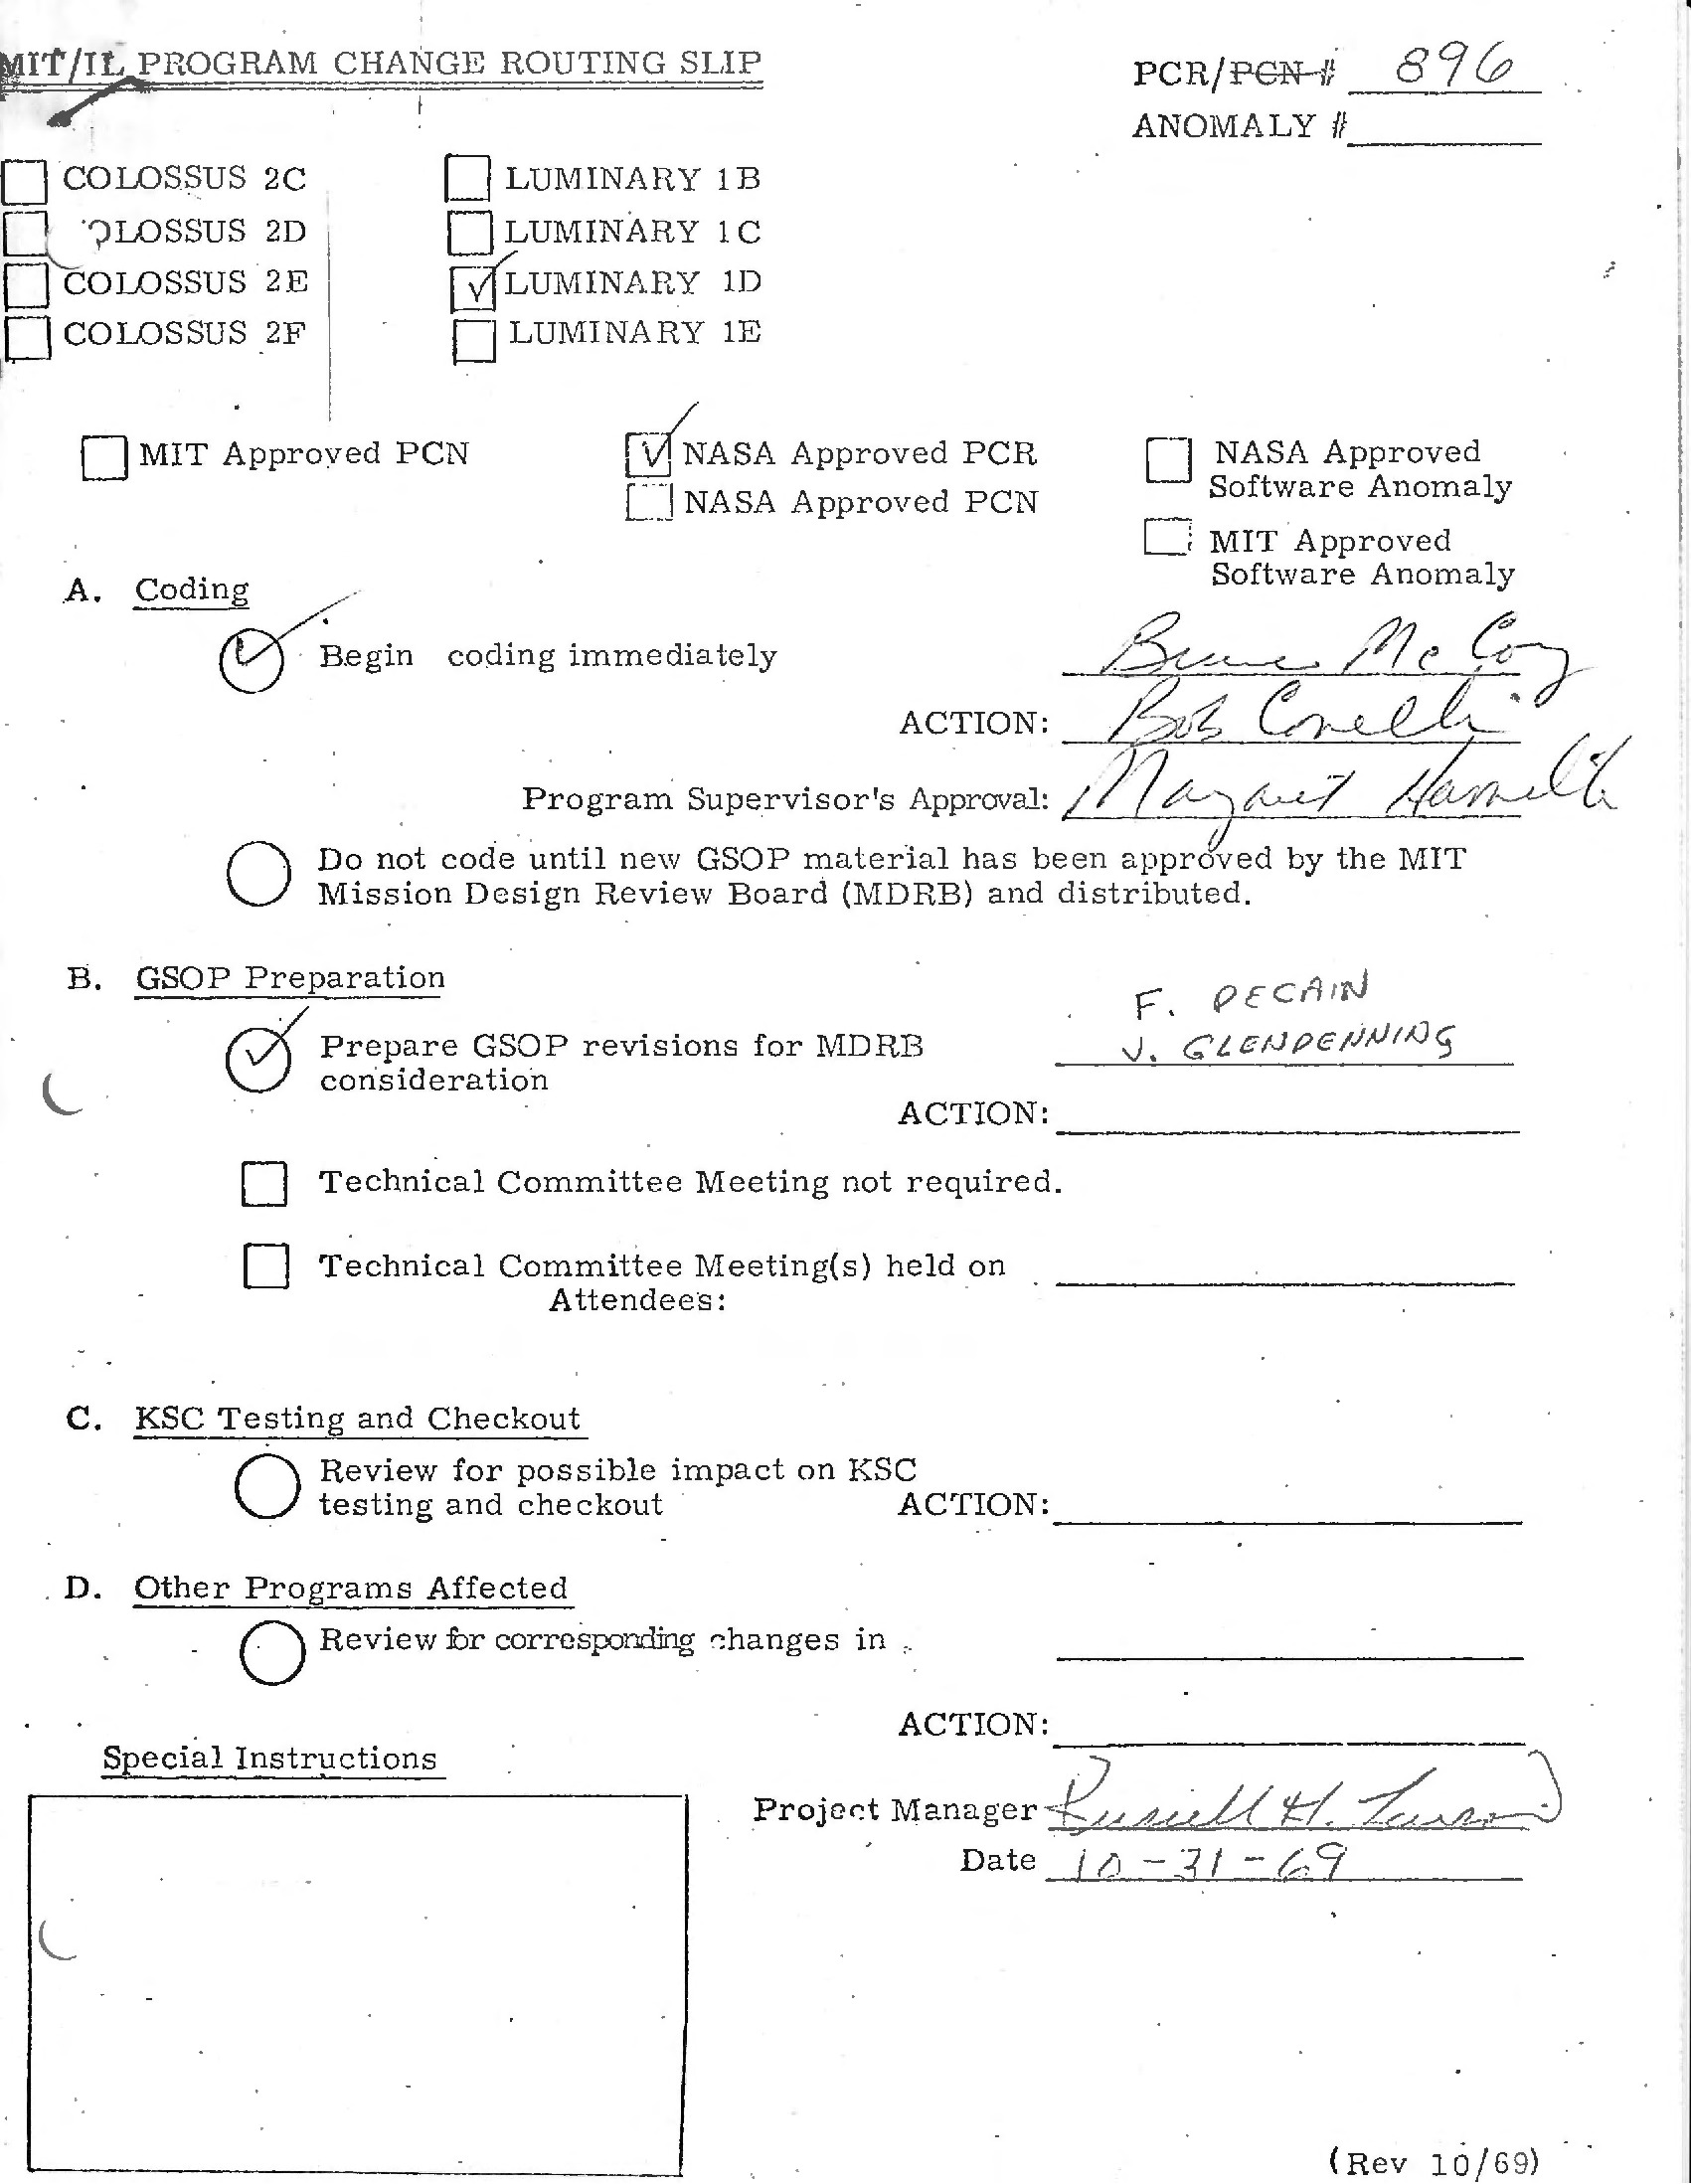 MIT/IL PROGRAM CHANGE ROUTING SLIP
PCR/PCN # 896
ANOMALY #
COLOSSUS 2C
LUMINARY 1B
OLOSSUS 2D
LUMINARY 1C
COLOSSUS 2E
LUMINARY 1D
COLOSSUS 2F
LUMINARY 1E
MIT Approved PCN
NASA Approved PCR
NASA Approved PCN
NASA Approved
Software Anomaly
MIT Approved
Software Anomaly
A. Coding
Begin coding immediately
Bruce McCoy
ACTION: Bob Covelli
Program Supervisor's Approval: Margaret Hamilton
Do not code until new GSOP material has been approved by the MIT
Mission Design Review Board (MDRB) and distributed.
B. GSOP Preparation
F. DECAIN
Prepare GSOP revisions for MDRB
consideration
J. GLENDENNING
ACTION:
Technical Committee Meeting not required.
Technical Committee Meeting(s) held on
Attendees:
C. KSC Testing and Checkout
Review for possible impact on KSC
testing and checkout
ACTION:
D. Other Programs Affected
Review for corresponding changes in
ACTION:
Special Instructions
Project Manager Russell H. Larson
Date 10-31-69
(Rev 10/69)